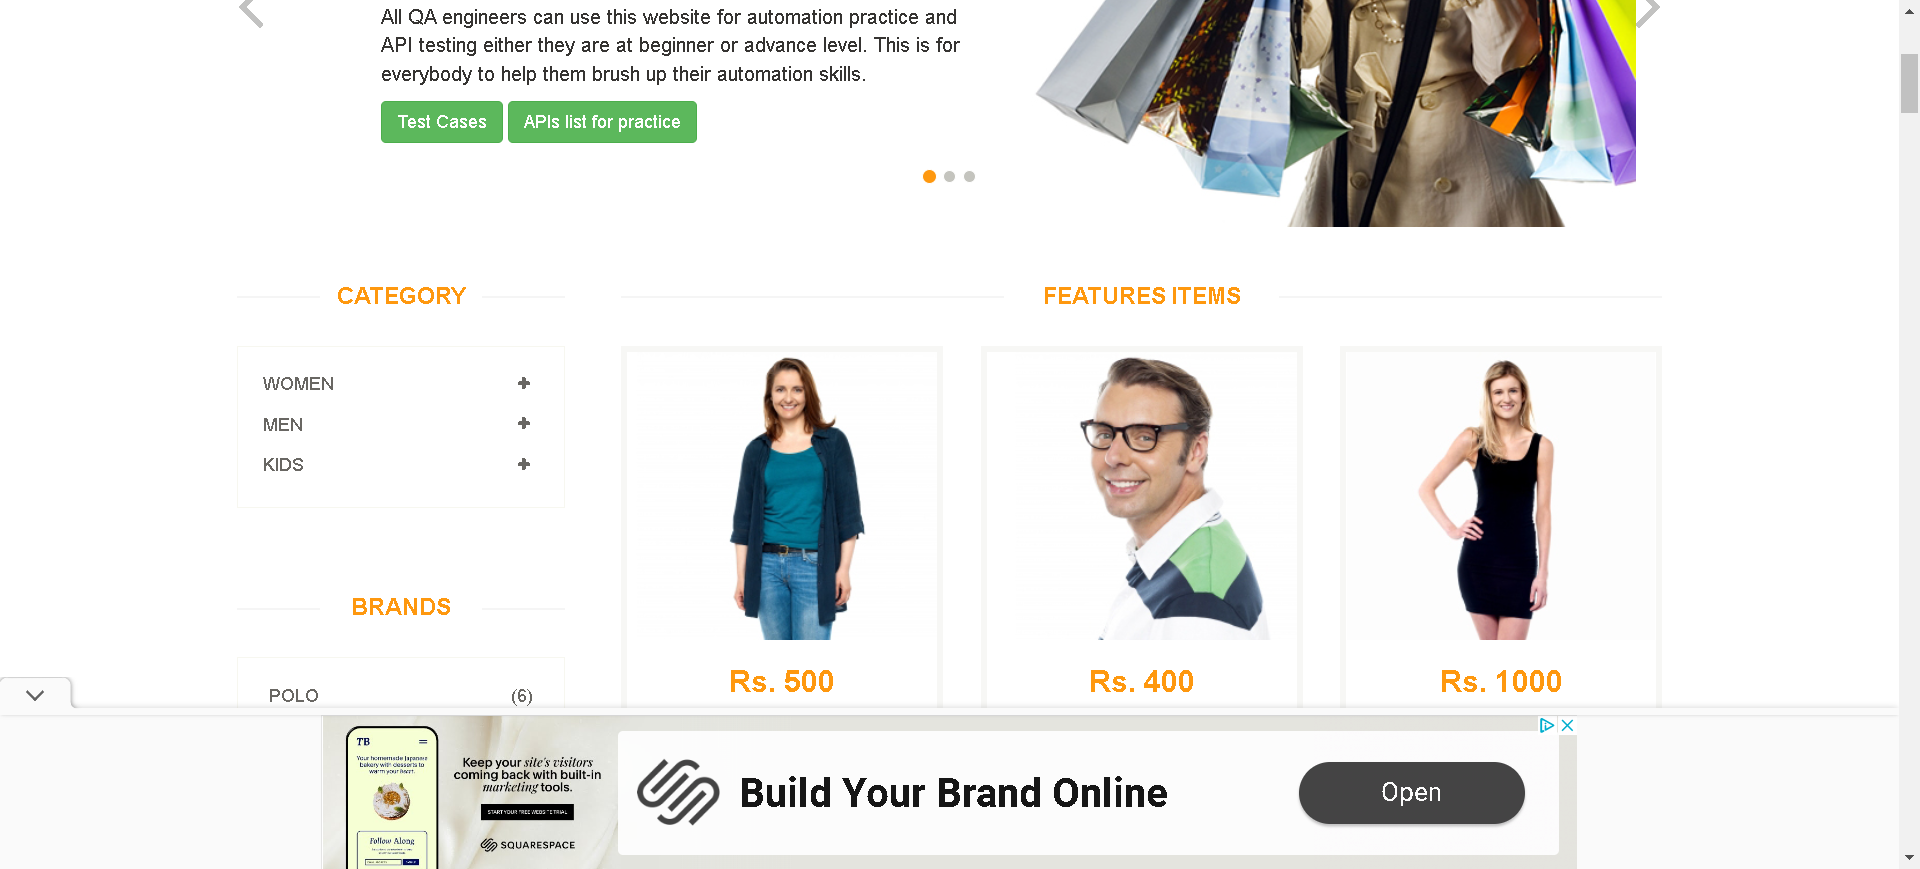 All QA engineers can use this website for automation practice and
API testing either they are at beginner or advance level. This is for
everybody to help them brush up their automation skills.
Test Cases APIs list for practice
CATEGORY
WOMEN
MEN
KIDS
BRANDS
POLO (6)
FEATURES ITEMS
Rs. 500
Rs. 400
Rs. 1000
TB
Your homemade Japanese
bakery with desserts to
warm your heart.
Follow Along
Keep your site's visitors
coming back with built-in
marketing tools.
START YOUR FREE WEBSITE TRIAL
SQUARESPACE
Build Your Brand Online
Open